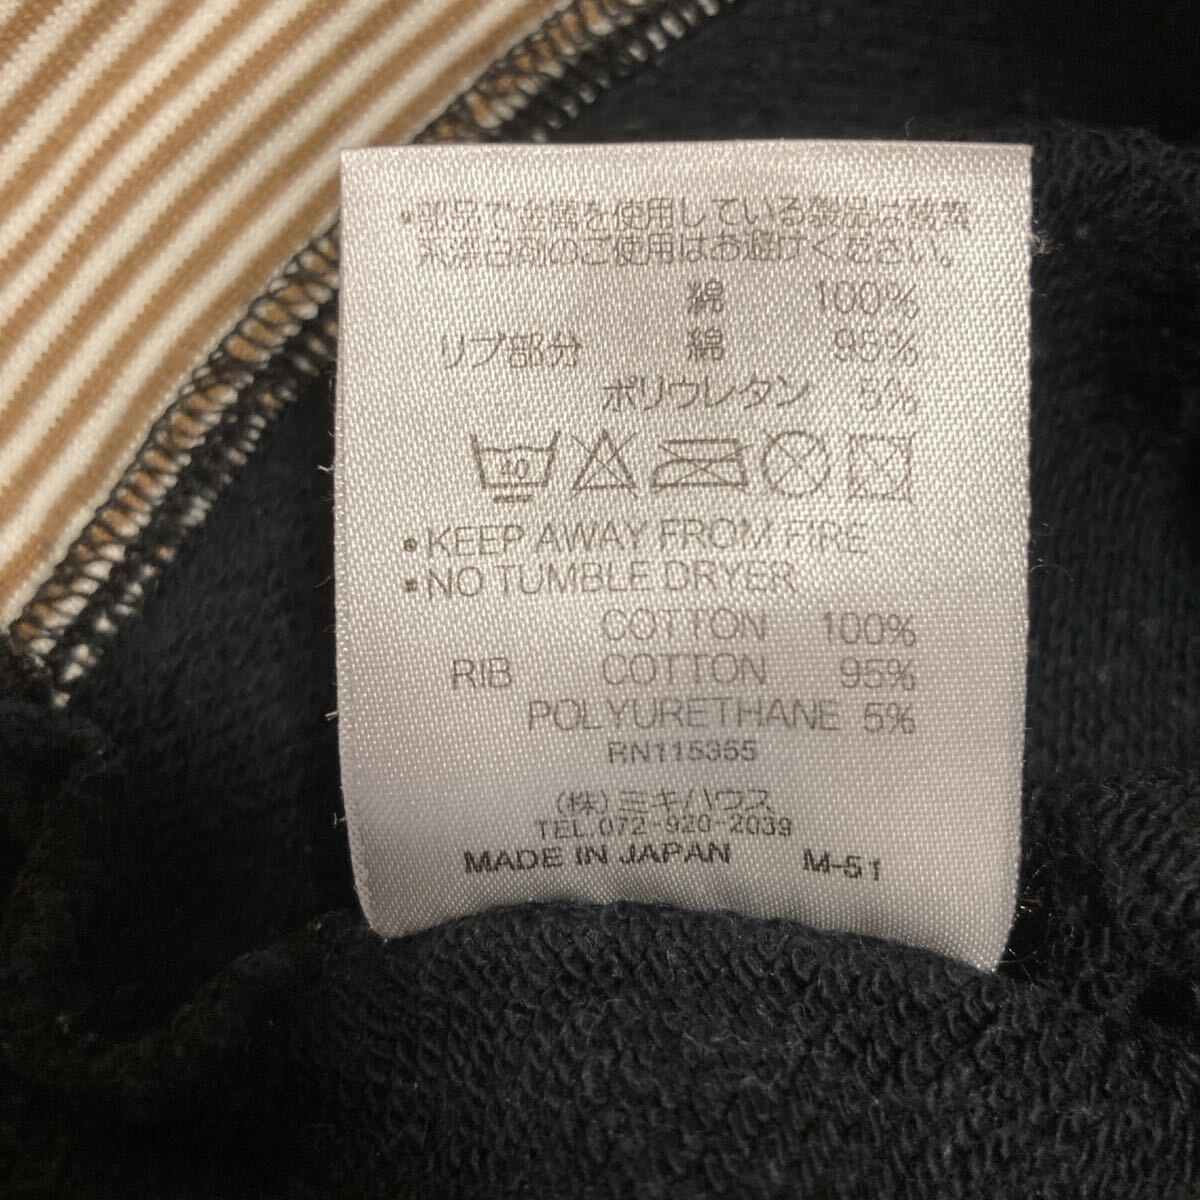 ・部品で金属を使用している製品は酸素
系漂白剤のご使用はお避けください。
綿 100%
リブ部分 綿 95%
ポリウレタン 5%
40
•KEEP AWAY FROM FIRE
•NO TUMBLE DRYER
COTTON 100%
RIB COTTON 95%
POLYURETHANE 5%
RN115355
(株)ミキハウス
TEL.072-920-2039
MADE IN JAPAN M-51